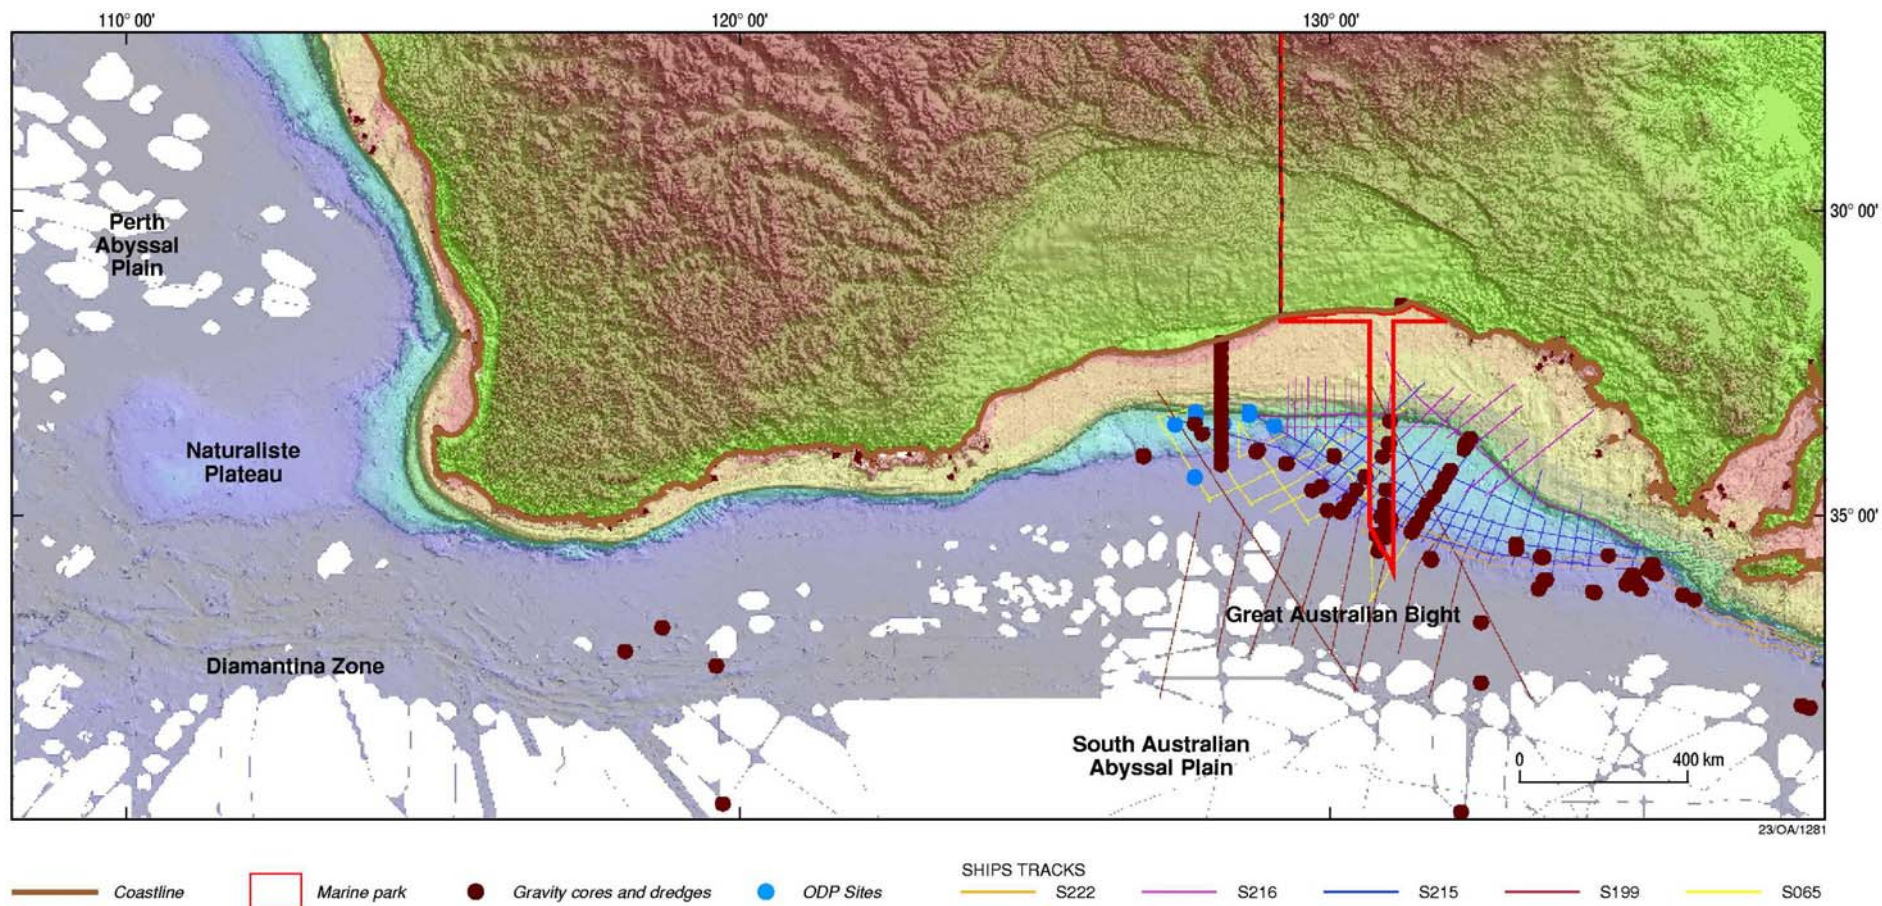 110° 00'
120° 00'
130° 00'
30° 00'
Perth
Abyssal
Plain
Naturaliste
Plateau
35° 00'
Great Australian Bight
Diamantina Zone
South Australian
Abyssal Plain
0
400 km
23/OA/1281
SHIPS TRACKS
Coastline
Marine park
Gravity cores and dredges
ODP Sites
S222
S216
S215
S199
S065